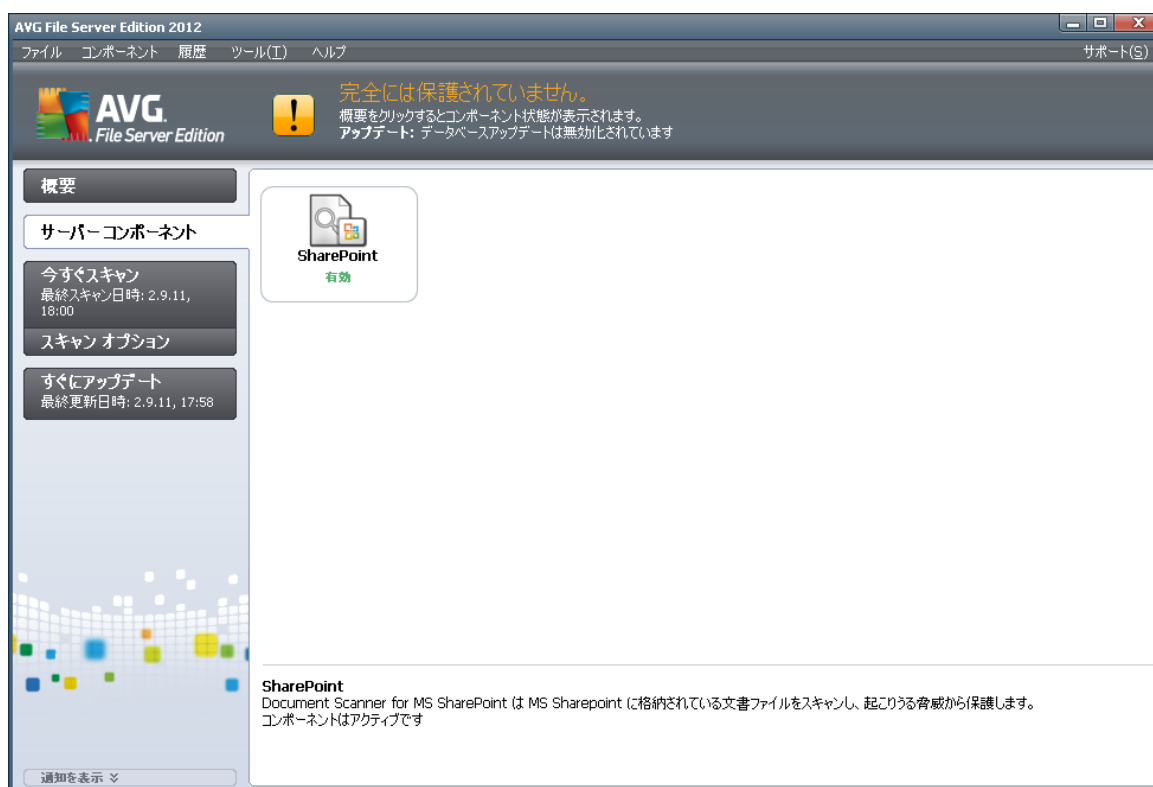 AVG File Server Edition 2012
ファイル コンポーネント 履歴 ツール(T) ヘルプ サポート(S)
AVG.
File Server Edition
完全には保護されていません。
概要をクリックするとコンポーネント状態が表示されます。
アップデート: データベースアップデートは無効化されています
概要
サーバー コンポーネント
今すぐスキャン
最終スキャン日時: 2.9.11,
18:00
スキャン オプション
すぐにアップデート
最終更新日時: 2.9.11, 17:58
SharePoint
有効
SharePoint
Document Scanner for MS SharePoint は MS Sharepoint に格納されている文書ファイルをスキャンし、起こりうる脅威から保護します。
コンポーネントはアクティブです
通知を表示